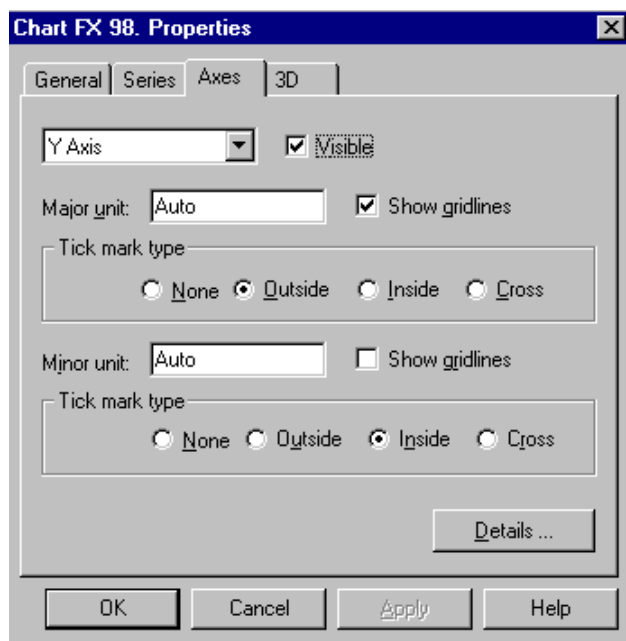 Chart FX 98. Properties
General Series Axes 3D
Y Axis Visible
Major unit: Auto Show gridlines
Tick mark type
None Outside Inside Cross
Minor unit: Auto Show gridlines
Tick mark type
None Outside Inside Cross
Details ...
OK Cancel Apply Help